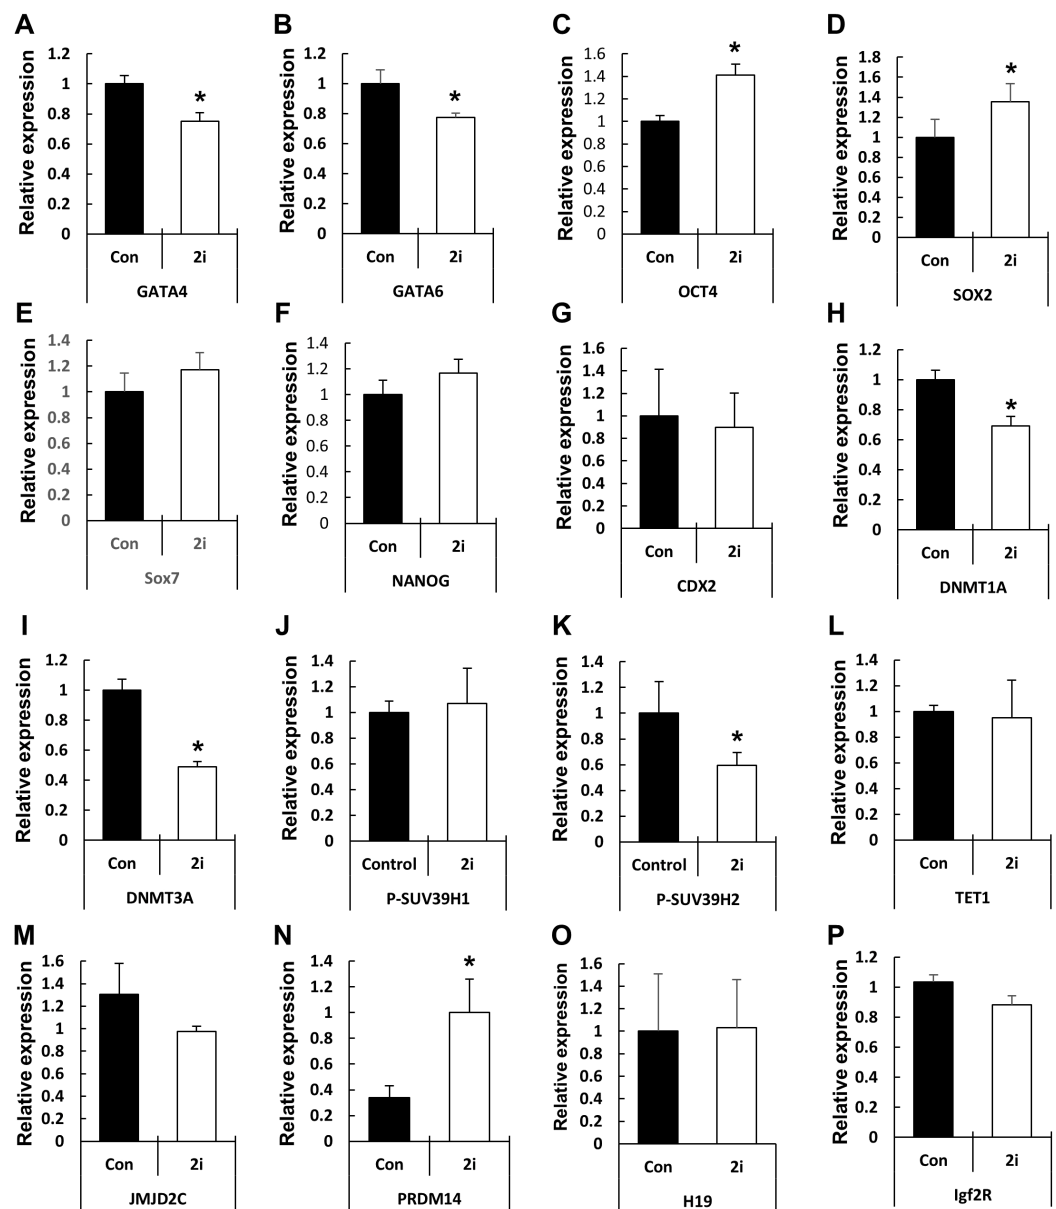 A
Relative expression
1.2
1
0.8
0.6
0.4
0.2
0
*
Con 2i
GATA4
B
Relative expression
1.2
1
0.8
0.6
0.4
0.2
0
*
Con 2i
GATA6
C
Relative expression
1.6
1.4
1.2
1
0.8
0.6
0.4
0.2
0
*
Con 2i
OCT4
D
Relative expression
1.8
1.6
1.4
1.2
1
0.8
0.6
0.4
0.2
0
*
Con 2i
SOX2
E
Relative expression
1.4
1.2
1
0.8
0.6
0.4
0.2
0
Con 2i
Sox7
F
Relative expression
1.4
1.2
1
0.8
0.6
0.4
0.2
0
Con 2i
NANOG
G
Relative expression
1.6
1.4
1.2
1
0.8
0.6
0.4
0.2
0
Con 2i
CDX2
H
Relative expression
1.2
1
0.8
0.6
0.4
0.2
0
*
Con 2i
DNMT1A
I
Relative expression
1.2
1
0.8
0.6
0.4
0.2
0
*
Con 2i
DNMT3A
J
Relative expression
1.4
1.2
1
0.8
0.6
0.4
0.2
0
Control 2i
P-SUV39H1
K
Relative expression
1.4
1.2
1
0.8
0.6
0.4
0.2
0
*
Control 2i
P-SUV39H2
L
Relative expression
1.4
1.2
1
0.8
0.6
0.4
0.2
0
Con 2i
TET1
M
Relative expression
1.6
1.4
1.2
1
0.8
0.6
0.4
0.2
0
Con 2i
JMJD2C
N
Relative expression
1.4
1.2
1
0.8
0.6
0.4
0.2
0
*
Con 2i
PRDM14
O
Relative expression
1.6
1.4
1.2
1
0.8
0.6
0.4
0.2
0
Con 2i
H19
P
Relative expression
1.2
1
0.8
0.6
0.4
0.2
0
Con 2i
Igf2R